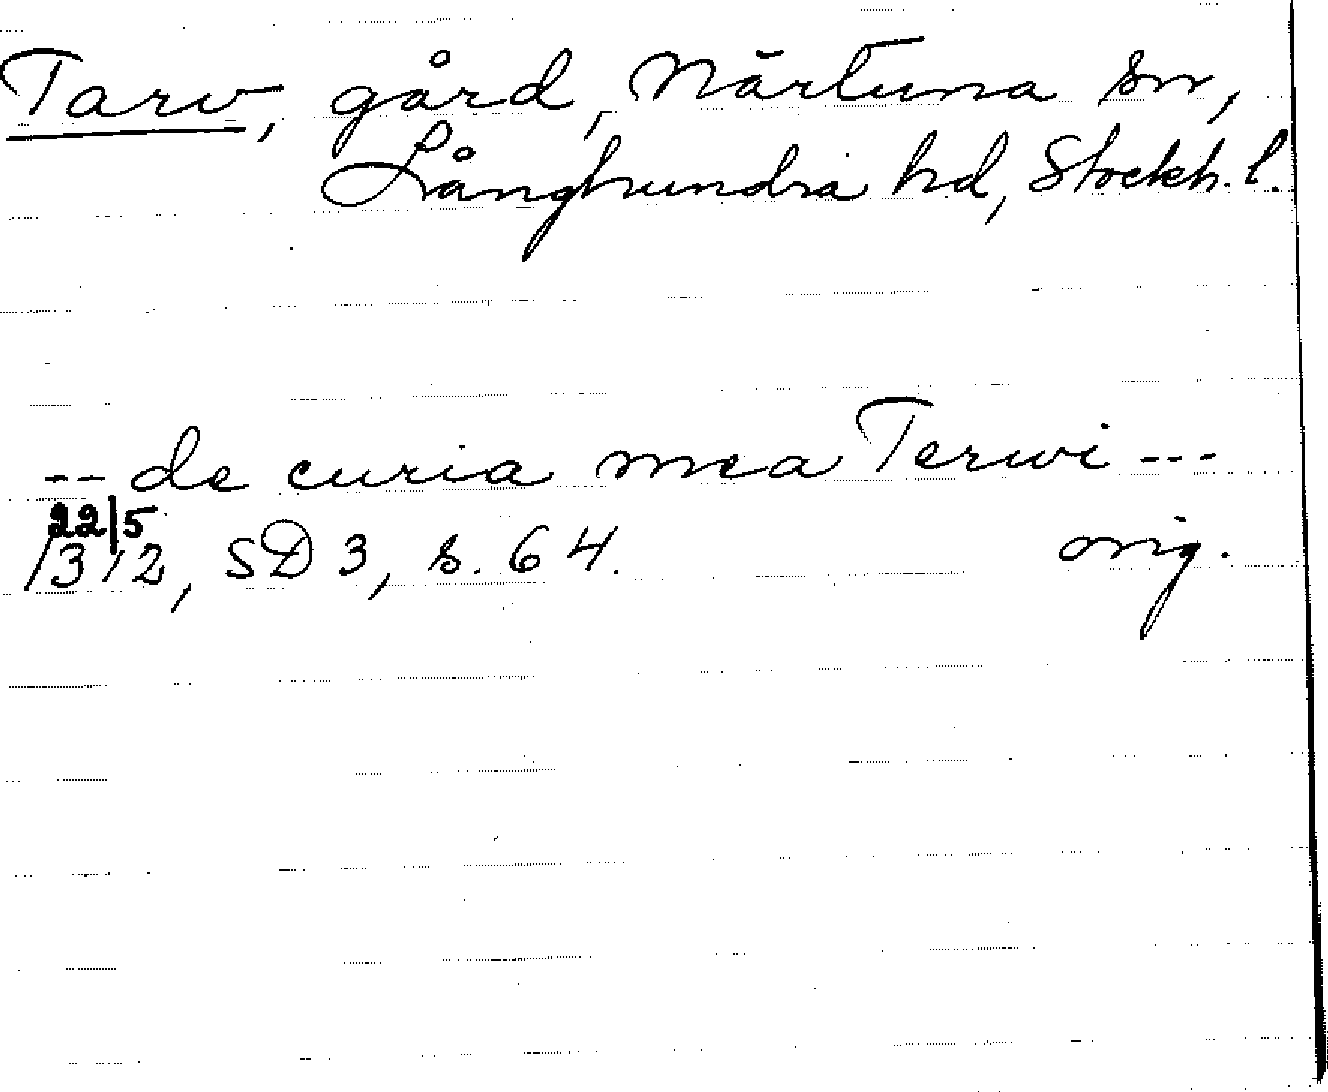 Tarv, gård, Närtuna sn,
Långhundra hd, Stockh. l.
-- de curia mea Terwi ---
22/5
1312, SD 3, s. 64. orig.